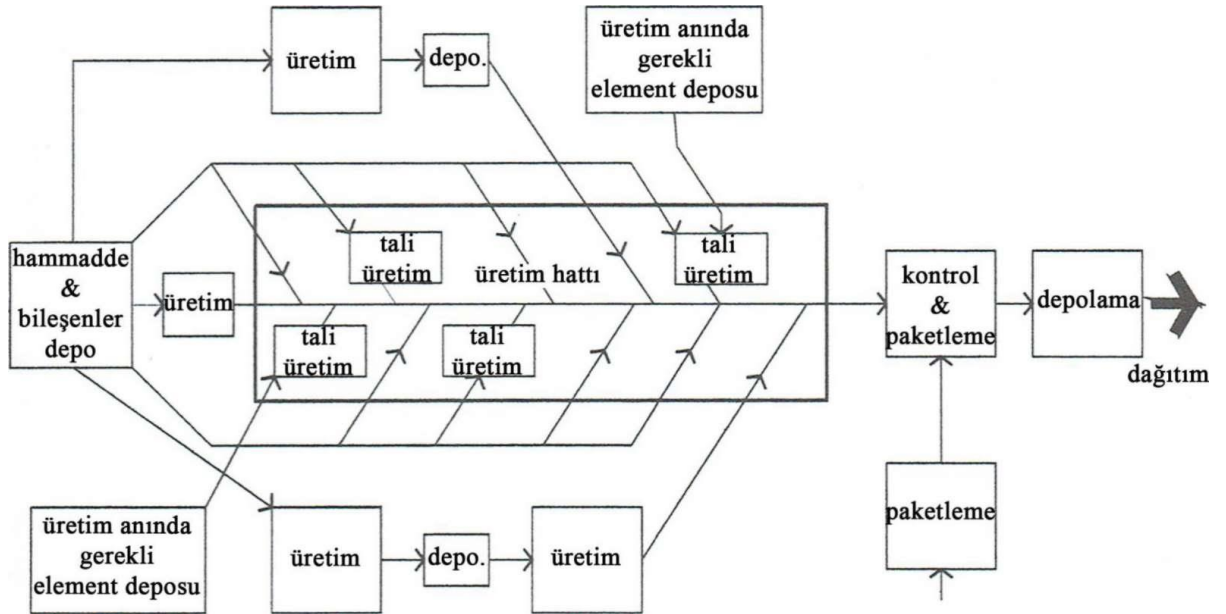 üretim
depo.
üretim anında
gerekli
element deposu
hammadde
&
bileşenler
depo
üretim
tali
üretim
üretim hattı
tali
üretim
tali
üretim
tali
üretim
kontrol
&
paketleme
depolama
dağıtım
paketleme
üretim anında
gerekli
element deposu
üretim
depo.
üretim